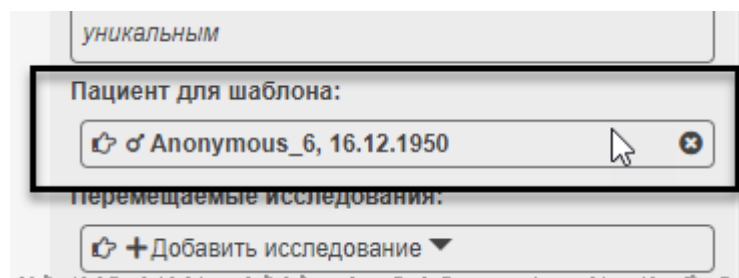 уникальным
Пациент для шаблона:
Anonymous_6, 16.12.1950
Перемещаемые исследования:
+Добавить исследование